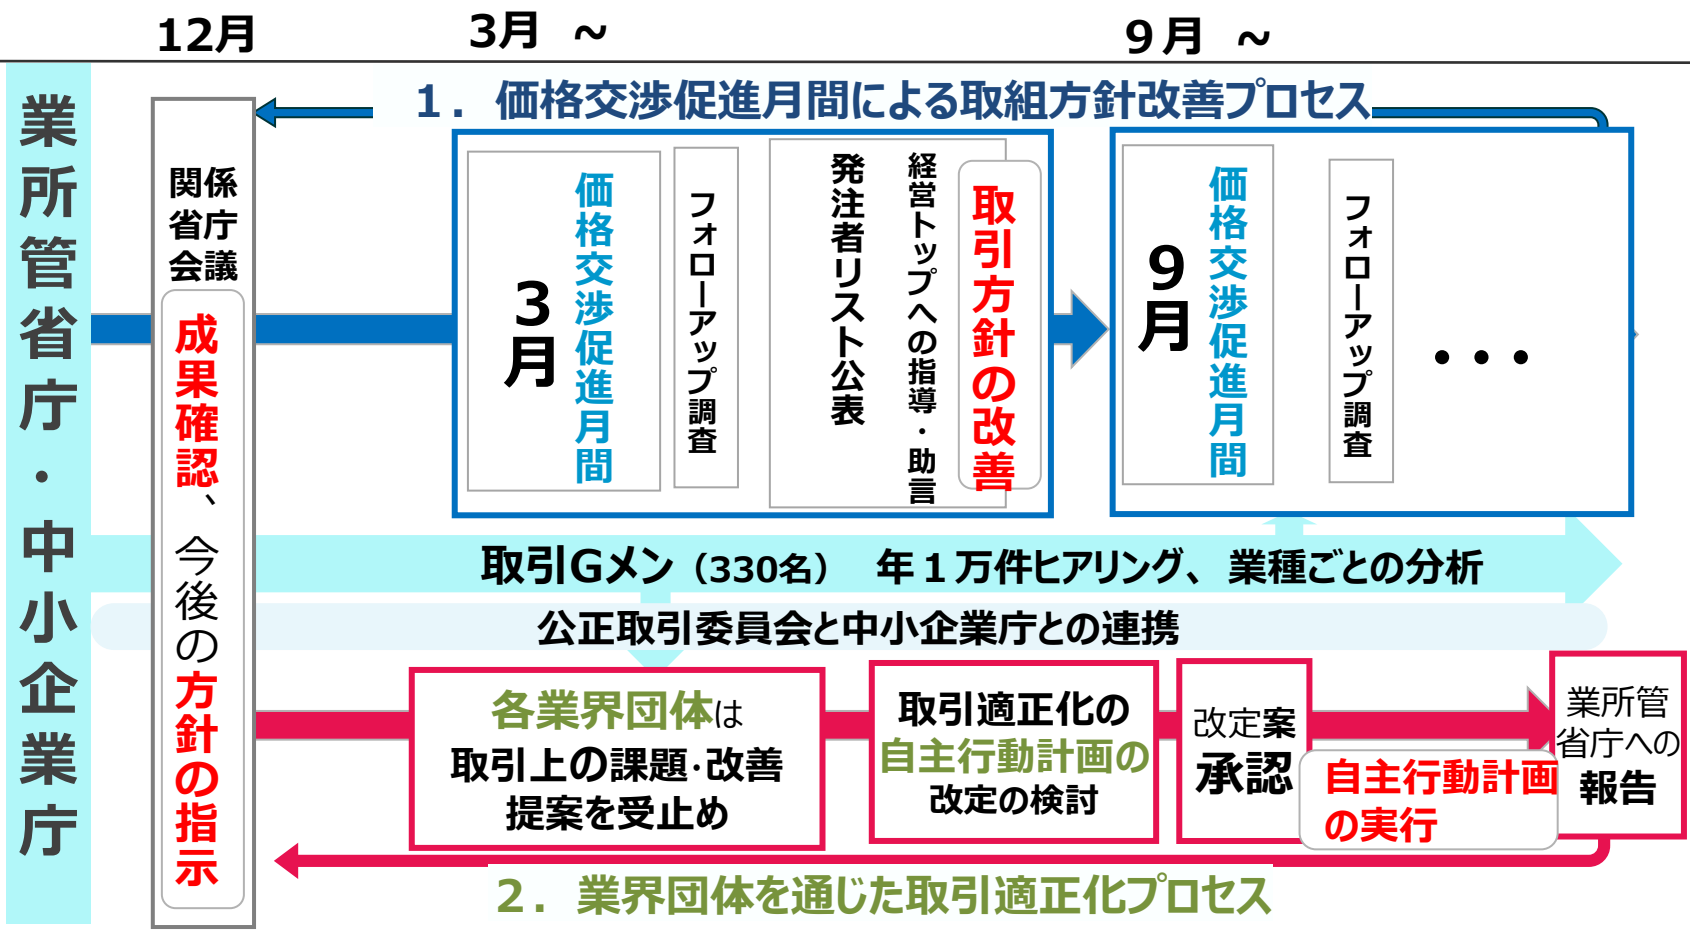 12月
3月 ～
9月 ～
業所管省庁・中小企業庁
１．価格交渉促進月間による取組方針改善プロセス
関係
省庁
会議
成果確認、今後の方針の指示
3月
価格交渉促進月間
フォローアップ調査
発注者リスト公表
経営トップへの指導・助言
取引方針の改善
9月
価格交渉促進月間
フォローアップ調査
・・・
取引Gメン（330名） 年１万件ヒアリング、業種ごとの分析
公正取引委員会と中小企業庁との連携
各業界団体は
取引上の課題･改善
提案を受止め
取引適正化の
自主行動計画の
改定の検討
改定案
承認
自主行動計画
の実行
業所管
省庁への
報告
２．業界団体を通じた取引適正化プロセス